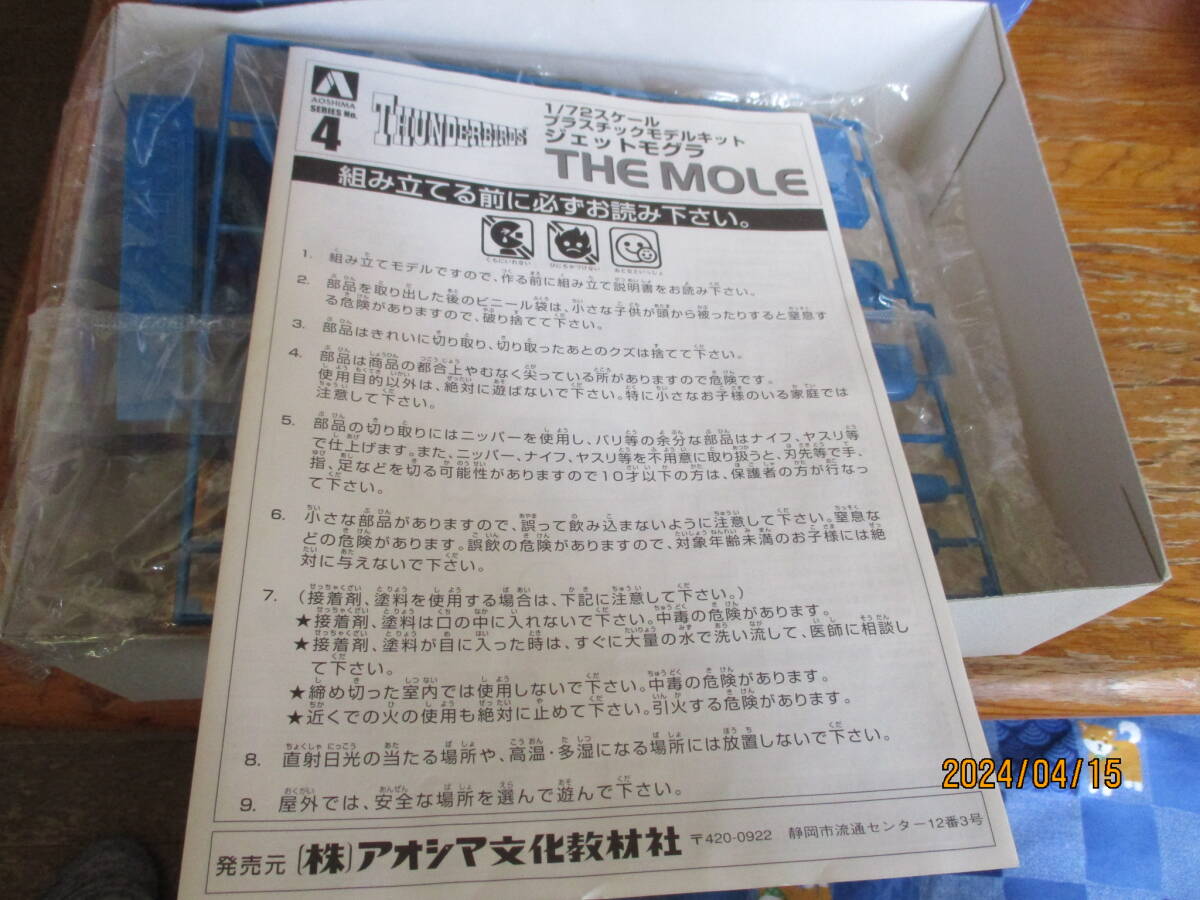 AOSHIMA
SERIES No.
4
THUNDERBIRDS
1/72スケール
プラスチックモデルキット
ジェットモグラ
THE MOLE
組み立てる前に必ずお読み下さい。
くちにいれない
ひにちかづけない
おとなといっしょ
1. 組み立てモデルですので、作る前に組み立て説明書をお読み下さい。
2. 部品を取り出した後のビニール袋は、小さな子供が頭から被ったりすると窒息す
る危険がありますので、破り捨てて下さい。
3. 部品はきれいに切り取り、切り取ったあとのクズは捨てて下さい。
4. 部品は商品の都合上やむなく尖っている所がありますので危険です。
使用目的以外は、絶対に遊ばないで下さい。特に小さなお子様のいる家庭では
注意して下さい。
5. 部品の切り取りにはニッパーを使用し、バリ等の余分な部品はナイフ、ヤスリ等
で仕上げます。また、ニッパー、ナイフ、ヤスリ等を不用意に取り扱うと、刃先等で手、
指、足などを切る可能性がありますので10才以下の方は、保護者の方が行なっ
て下さい。
6. 小さな部品がありますので、誤って飲み込まないように注意して下さい。窒息な
どの危険があります。誤飲の危険がありますので、対象年齢未満のお子様には絶
対に与えないで下さい。
7. (接着剤、塗料を使用する場合は、下記に注意して下さい。)
★接着剤、塗料は口の中に入れないで下さい。中毒の危険があります。
★接着剤、塗料が目に入った時は、すぐに大量の水で洗い流して、医師に相談し
て下さい。
★締め切った室内では使用しないで下さい。中毒の危険があります。
★近くでの火の使用も絶対に止めて下さい。引火する危険があります。
8. 直射日光の当たる場所や、高温・多湿になる場所には放置しないで下さい。
9. 屋外では、安全な場所を選んで遊んで下さい。
発売元 (株)アオシマ文化教材社 〒420-0922 静岡市流通センター12番3号
2024/04/15